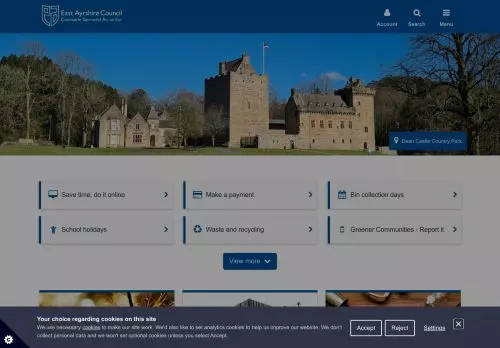 East Ayrshire Council
Comhairle Siorrachd Àir an Ear
Account
Search
Menu
Dean Castle Country Park
Save time, do it online
Make a payment
Bin collection days
School holidays
Waste and recycling
Greener Communities - Report it
View more
Your choice regarding cookies on this site
We use necessary cookies to make our site work. We'd also like to set analytics cookies to help us improve our website. We don't
collect personal data and we won't set optional cookies unless you select Accept.
Accept
Reject
Settings